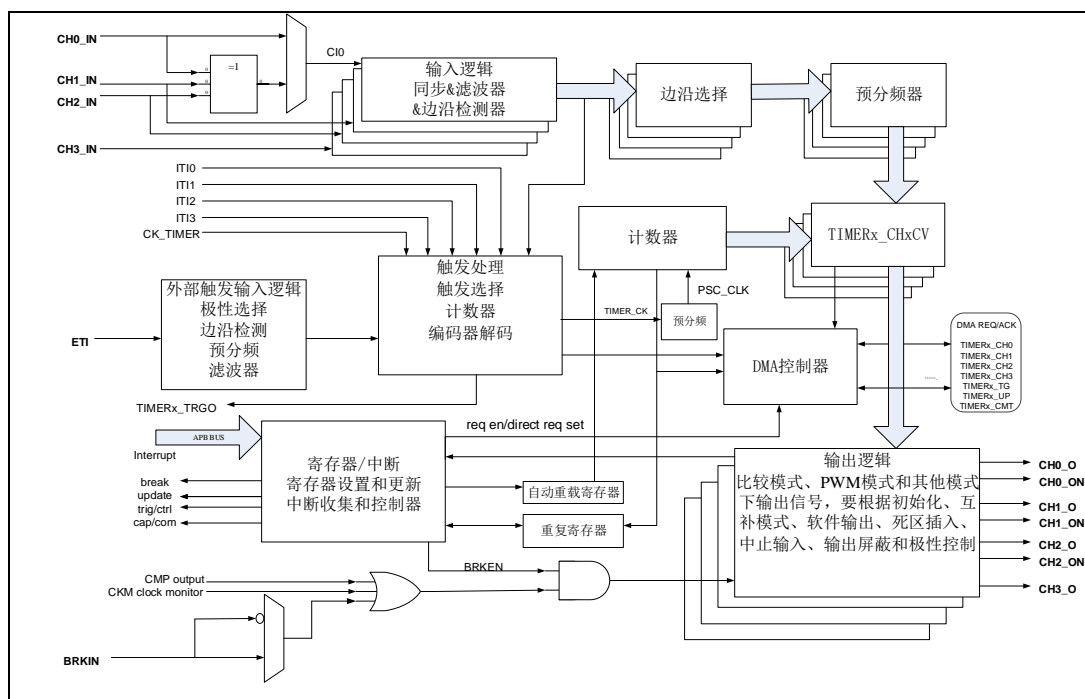 CH0_IN
CH1_IN
CH2_IN
CH3_IN
=1
CI0
输入逻辑
同步&滤波器
&边沿检测器
边沿选择
预分频器
ITI0
ITI1
ITI2
ITI3
CK_TIMER
触发处理
触发选择
计数器
编码器解码
计数器
TIMERx_CHxCV
PSC_CLK
TIMER_CK
预分频
外部触发输入逻辑
极性选择
边沿检测
预分频
滤波器
ETI
DMA控制器
DMA REQ/ACK
TIMERx_CH0
TIMERx_CH1
TIMERx_CH2
TIMERx_CH3
TIMERx_TG
TIMERx_UP
TIMERx_CMT
TIMERx_TRGO
APB BUS
Interrupt
break
update
trig/ctrl
cap/com
寄存器/中断
寄存器设置和更新
中断收集和控制器
req en/direct req set
自动重载寄存器
重复寄存器
BRKEN
输出逻辑
比较模式、PWM模式和其他模式
下输出信号，要根据初始化、互
补模式、软件输出、死区插入、
中止输入、输出屏蔽和极性控制
CH0_O
CH0_ON
CH1_O
CH1_ON
CH2_O
CH2_ON
CH3_O
CMP output
CKM clock monitor
BRKIN